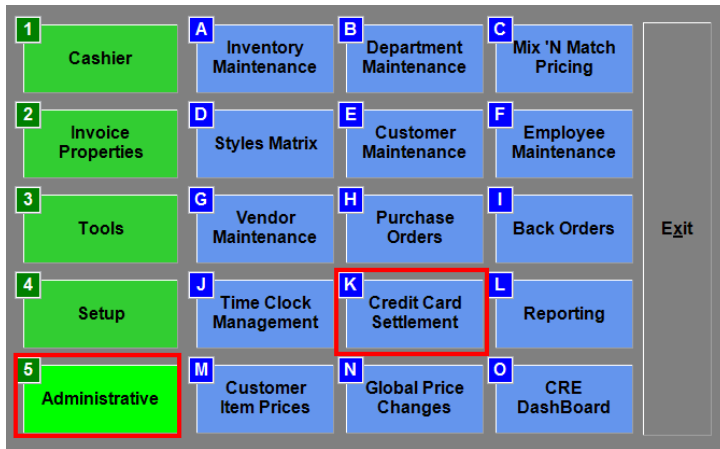 1
Cashier
A
Inventory
Maintenance
B
Department
Maintenance
C
Mix 'N Match
Pricing
2
Invoice
Properties
D
Styles Matrix
E
Customer
Maintenance
F
Employee
Maintenance
3
Tools
G
Vendor
Maintenance
H
Purchase
Orders
I
Back Orders
Exit
4
Setup
J
Time Clock
Management
K
Credit Card
Settlement
L
Reporting
5
Administrative
M
Customer
Item Prices
N
Global Price
Changes
O
CRE
DashBoard